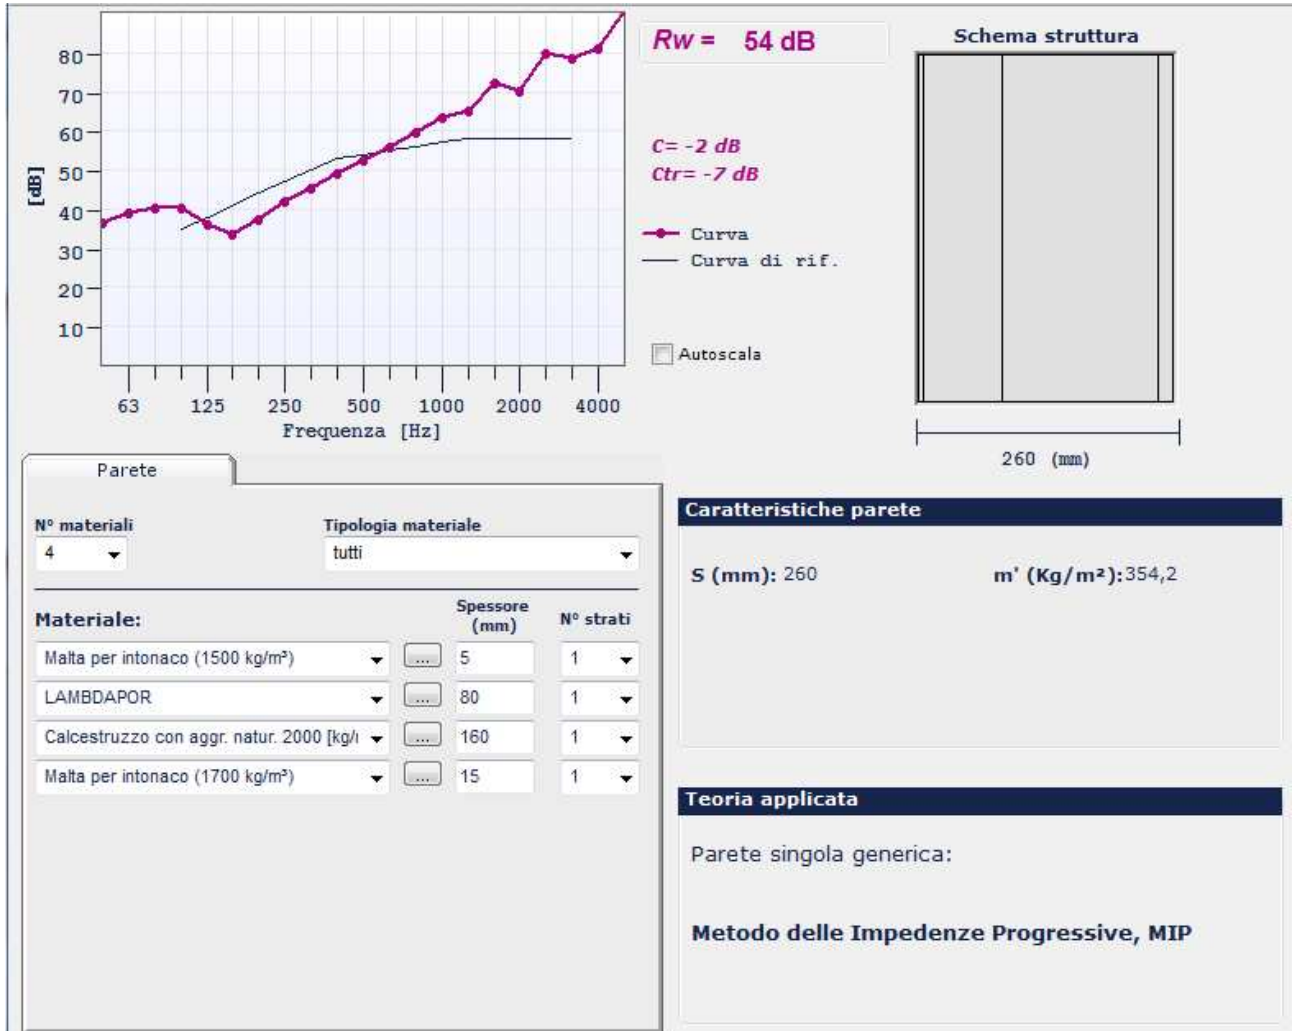 80
70
60
50
40
30
20
10
[dB]
63 125 250 500 1000 2000 4000
Frequenza [Hz]
Rw = 54 dB
C= -2 dB
Ctr= -7 dB
Curva
Curva di rif.
Autoscala
Schema struttura
260 (mm)
Parete
N° materiali
4
Tipologia materiale
tutti
Materiale:
Spessore
(mm)
N° strati
Malta per intonaco (1500 kg/m³) ... 5 1
LAMBDAPOR ... 80 1
Calcestruzzo con aggr. natur. 2000 [kg/ ... 160 1
Malta per intonaco (1700 kg/m³) ... 15 1
Caratteristiche parete
S (mm): 260 m' (Kg/m²):354,2
Teoria applicata
Parete singola generica:
Metodo delle Impedenze Progressive, MIP